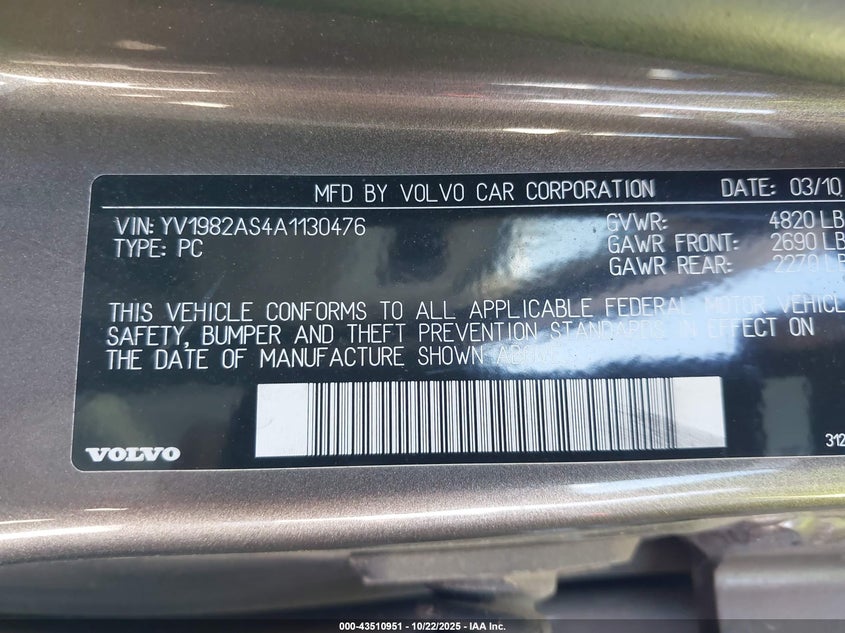 MFD BY VOLVO CAR CORPORATION DATE: 03/10
VIN: YV1982AS4A1130476 GVWR: 4820 LB
TYPE: PC GAWR FRONT: 2690 LB
GAWR REAR: 2270 LB
THIS VEHICLE CONFORMS TO ALL APPLICABLE FEDERAL MOTOR VEHICL
SAFETY, BUMPER AND THEFT PREVENTION STANDARDS IN EFFECT ON
THE DATE OF MANUFACTURE SHOWN ABOVE
VOLVO 312
000-43510951 - 10/22/2025 - IAA Inc.